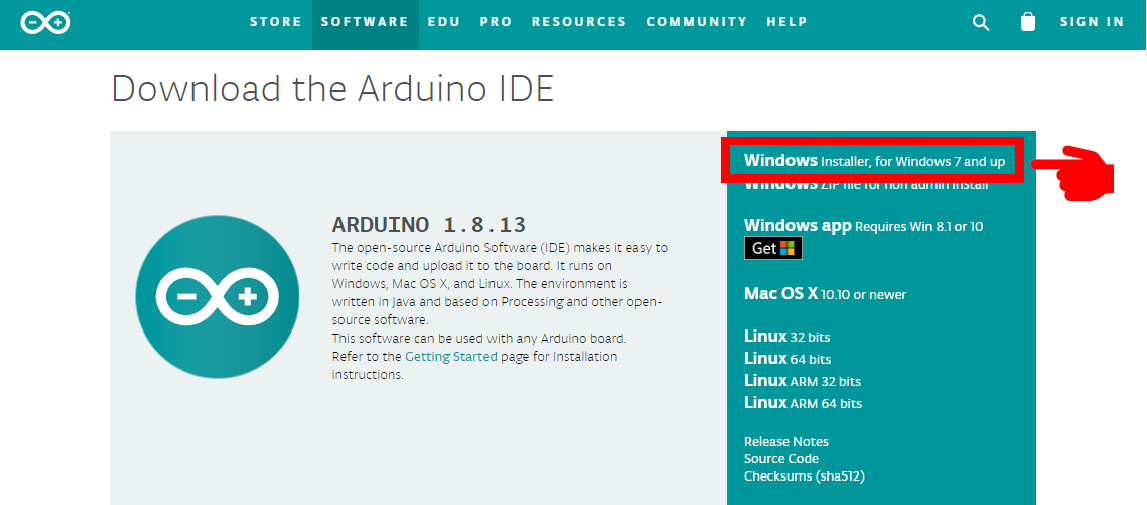 STORE SOFTWARE EDU PRO RESOURCES COMMUNITY HELP SIGN IN
Download the Arduino IDE
ARDUINO 1.8.13
The open-source Arduino Software (IDE) makes it easy to
write code and upload it to the board. It runs on
Windows, Mac OS X, and Linux. The environment is
written in Java and based on Processing and other open-
source software.
This software can be used with any Arduino board.
Refer to the Getting Started page for Installation
instructions.
Windows Installer, for Windows 7 and up
Windows ZIP file for non admin install
Windows app Requires Win 8.1 or 10
Get
Mac OS X 10.10 or newer
Linux 32 bits
Linux 64 bits
Linux ARM 32 bits
Linux ARM 64 bits
Release Notes
Source Code
Checksums (sha512)